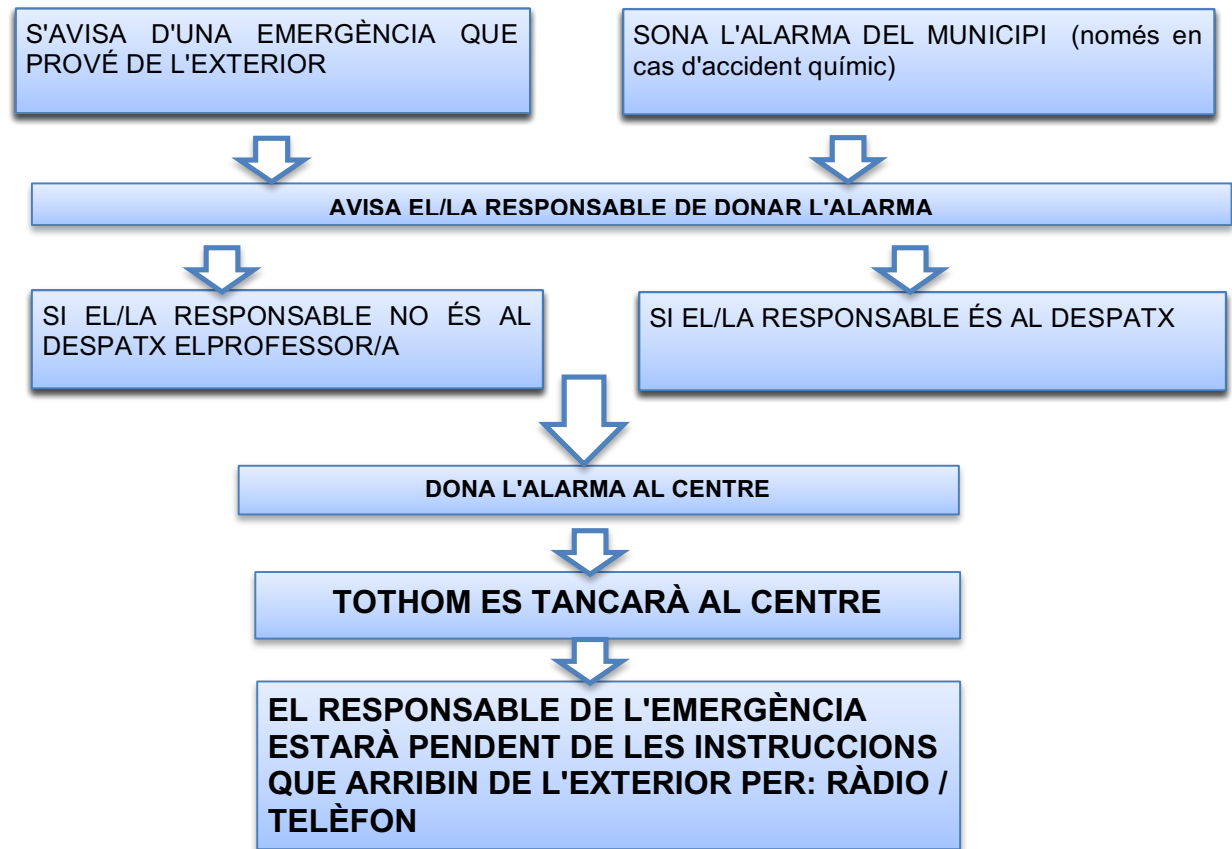 S'AVISA D'UNA EMERGÈNCIA QUE
PROVÉ DE L'EXTERIOR
SONA L'ALARMA DEL MUNICIPI (només en
cas d'accident químic)
AVISA EL/LA RESPONSABLE DE DONAR L'ALARMA
SI EL/LA RESPONSABLE NO ÉS AL
DESPATX ELPROFESSOR/A
SI EL/LA RESPONSABLE ÉS AL DESPATX
DONA L'ALARMA AL CENTRE
TOTHOM ES TANCARÀ AL CENTRE
EL RESPONSABLE DE L'EMERGÈNCIA
ESTARÀ PENDENT DE LES INSTRUCCIONS
QUE ARRIBIN DE L'EXTERIOR PER: RÀDIO /
TELÈFON